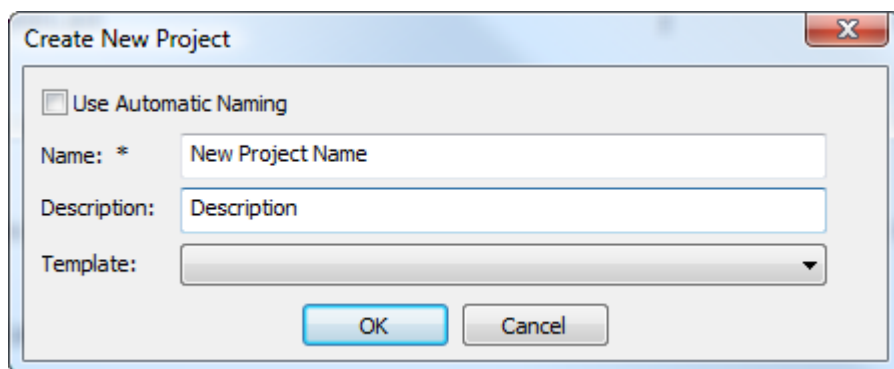 Create New Project
Use Automatic Naming
Name: * New Project Name
Description: Description
Template:
OK Cancel